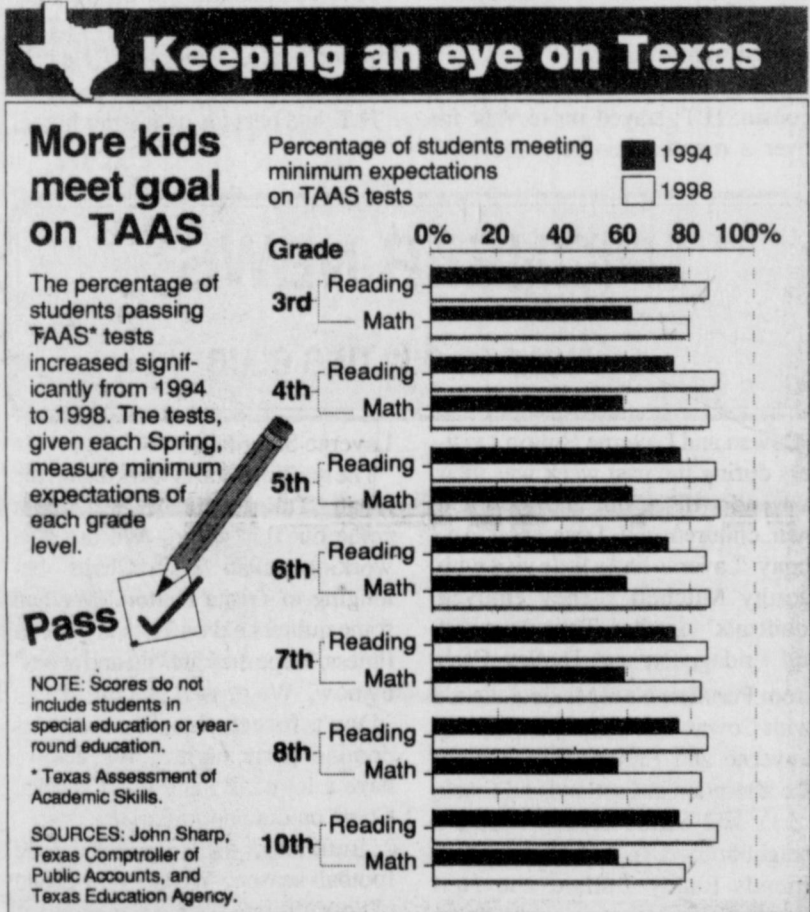 Keeping an eye on Texas
More kids
meet goal
on TAAS
The percentage of
students passing
TAAS* tests
increased signif-
icantly from 1994
to 1998. The tests,
given each Spring,
measure minimum
expectations of
each grade
level.
Pass
NOTE: Scores do not
include students in
special education or year-
round education.
* Texas Assessment of
Academic Skills.
SOURCES: John Sharp,
Texas Comptroller of
Public Accounts, and
Texas Education Agency.
Percentage of students meeting
minimum expectations
on TAAS tests
1994
1998
Grade
0% 20 40 60 80 100%
3rd
Reading
Math
4th
Reading
Math
5th
Reading
Math
6th
Reading
Math
7th
Reading
Math
8th
Reading
Math
10th
Reading
Math